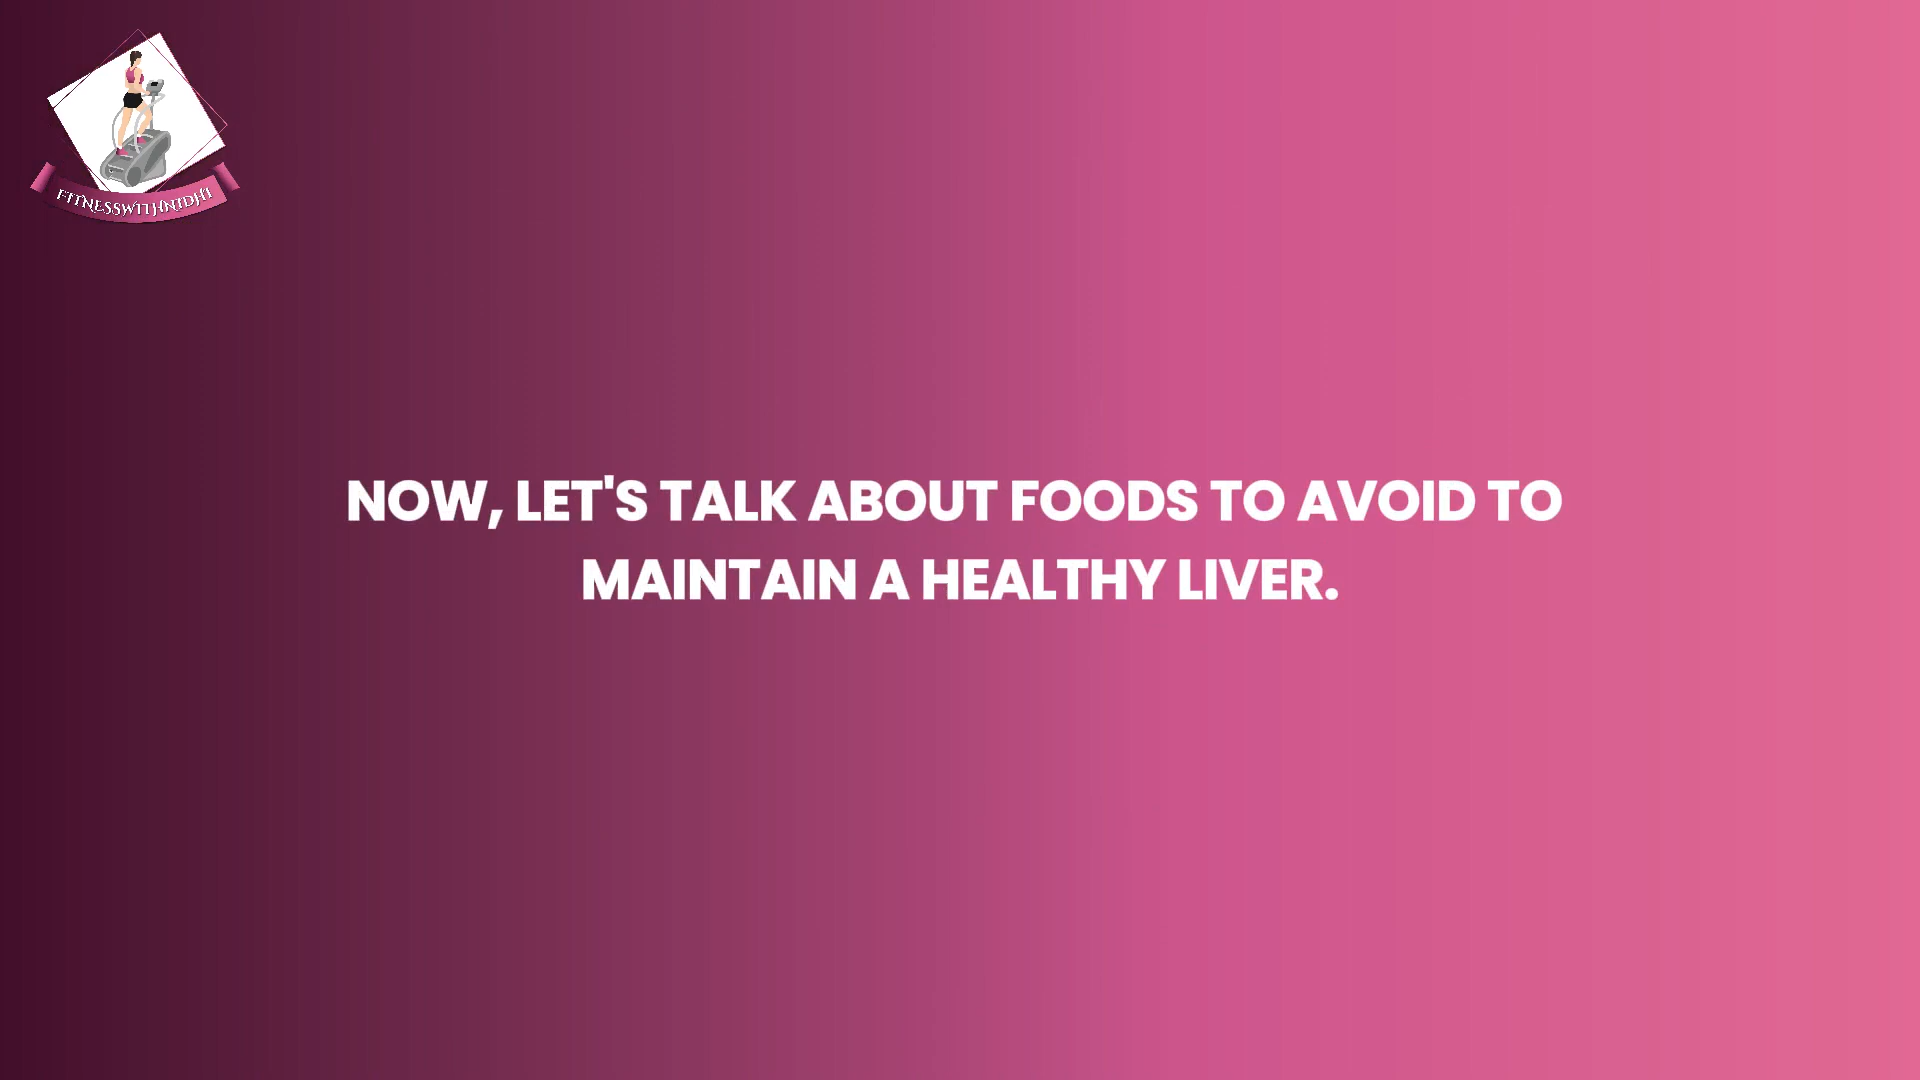 FITNESSWITHNIDHI
NOW, LET'S TALK ABOUT FOODS TO AVOID TO
MAINTAIN A HEALTHY LIVER.